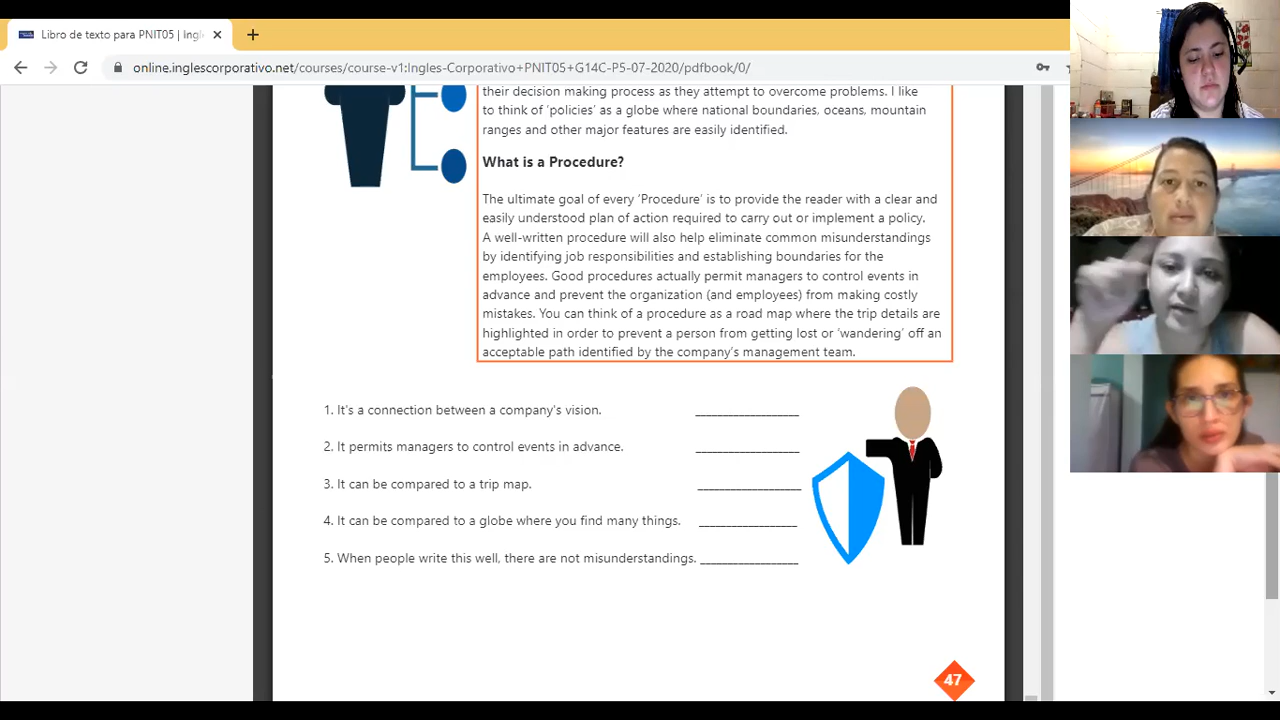 Libro de texto para PNIT05 | Ingl
online.inglescorporativo.net/courses/course-v1:Ingles-Corporativo+PNIT05+G14C-P5-07-2020/pdfbook/0/
their decision making process as they attempt to overcome problems. I like
to think of ‘policies’ as a globe where national boundaries, oceans, mountain
ranges and other major features are easily identified.
What is a Procedure?
The ultimate goal of every ‘Procedure’ is to provide the reader with a clear and
easily understood plan of action required to carry out or implement a policy.
A well-written procedure will also help eliminate common misunderstandings
by identifying job responsibilities and establishing boundaries for the
employees. Good procedures actually permit managers to control events in
advance and prevent the organization (and employees) from making costly
mistakes. You can think of a procedure as a road map where the trip details are
highlighted in order to prevent a person from getting lost or ‘wandering’ off an
acceptable path identified by the company’s management team.
1. It's a connection between a company's vision. __________________
2. It permits managers to control events in advance. __________________
3. It can be compared to a trip map. __________________
4. It can be compared to a globe where you find many things. _________________
5. When people write this well, there are not misunderstandings. _________________
47